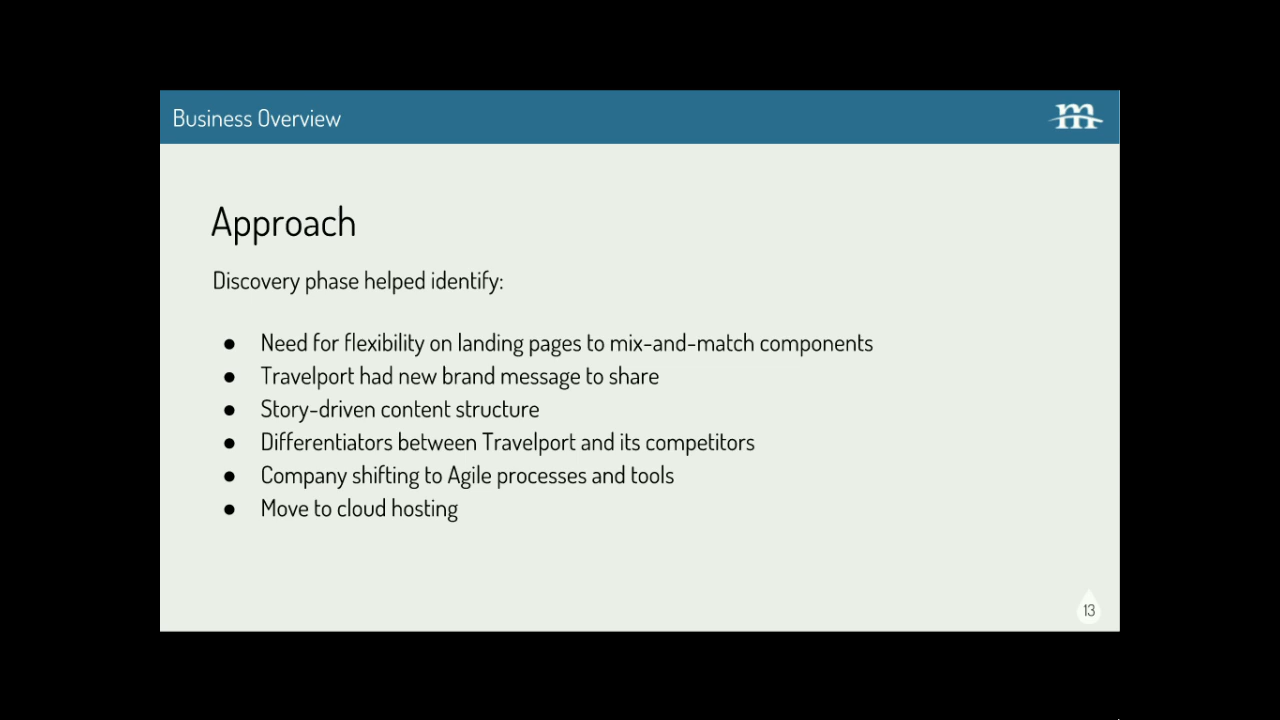 Business Overview
m
Approach
Discovery phase helped identify:
● Need for flexibility on landing pages to mix-and-match components
● Travelport had new brand message to share
● Story-driven content structure
● Differentiators between Travelport and its competitors
● Company shifting to Agile processes and tools
● Move to cloud hosting
13